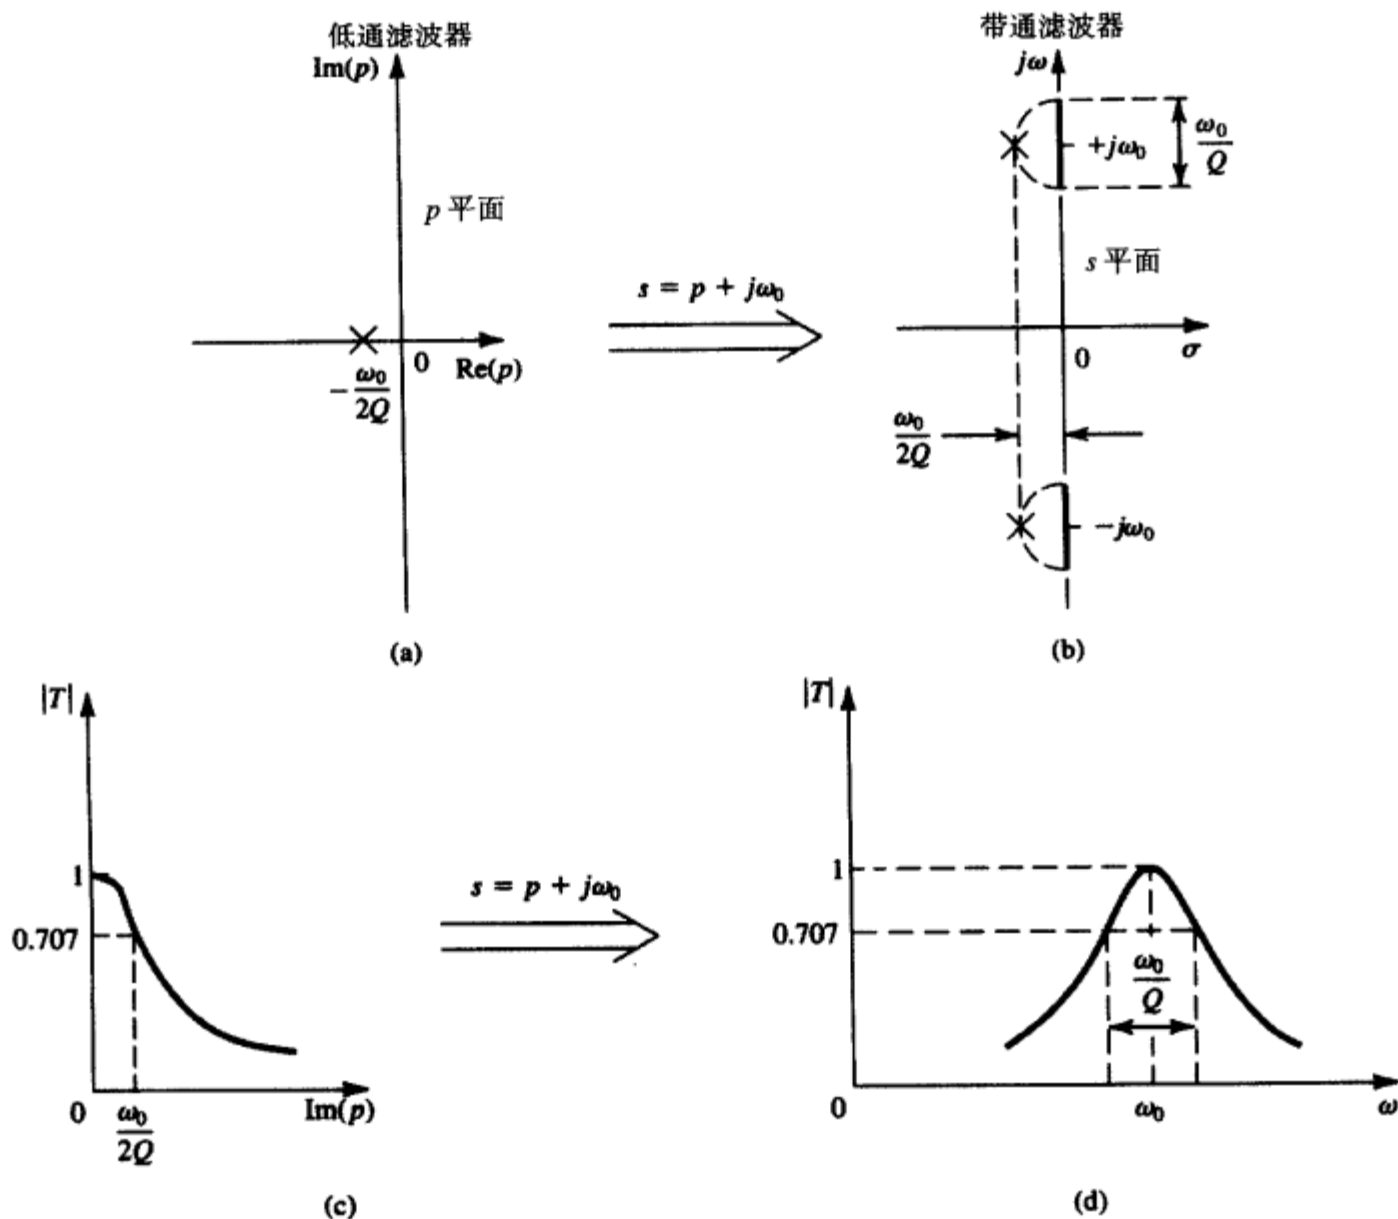 低通滤波器
Im(p)
p 平面
0
Re(p)
-ω₀/2Q
(a)
s = p + jω₀
带通滤波器
jω
+jω₀
ω₀/Q
s 平面
0
σ
ω₀/2Q
-jω₀
(b)
|T|
1
0.707
0
ω₀/2Q
Im(p)
(c)
s = p + jω₀
|T|
1
0.707
ω₀/Q
0
ω₀
ω
(d)